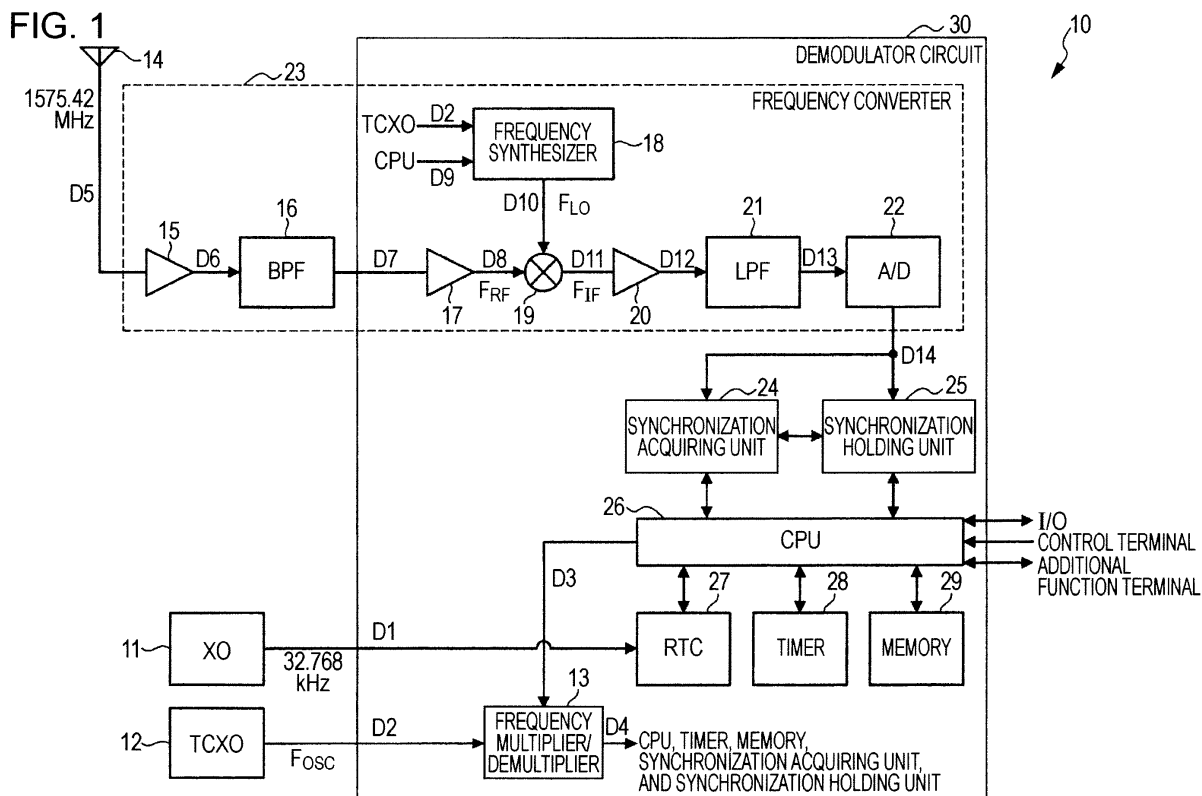 FIG. 1
14
23
30
10
DEMODULATOR CIRCUIT
1575.42
MHz
FREQUENCY CONVERTER
TCXO
D2
CPU
D9
FREQUENCY
SYNTHESIZER
18
D5
D10
FLO
15
D6
16
BPF
D7
17
D8
FRF
19
D11
FIF
20
D12
21
LPF
D13
22
A/D
D14
24
25
SYNCHRONIZATION
ACQUIRING UNIT
SYNCHRONIZATION
HOLDING UNIT
26
CPU
I/O
CONTROL TERMINAL
ADDITIONAL
FUNCTION TERMINAL
D3
27
28
29
11
XO
32.768
kHz
D1
RTC
TIMER
MEMORY
12
TCXO
FOSC
D2
13
FREQUENCY
MULTIPLIER/
DEMULTIPLIER
D4
CPU, TIMER, MEMORY,
SYNCHRONIZATION ACQUIRING UNIT,
AND SYNCHRONIZATION HOLDING UNIT